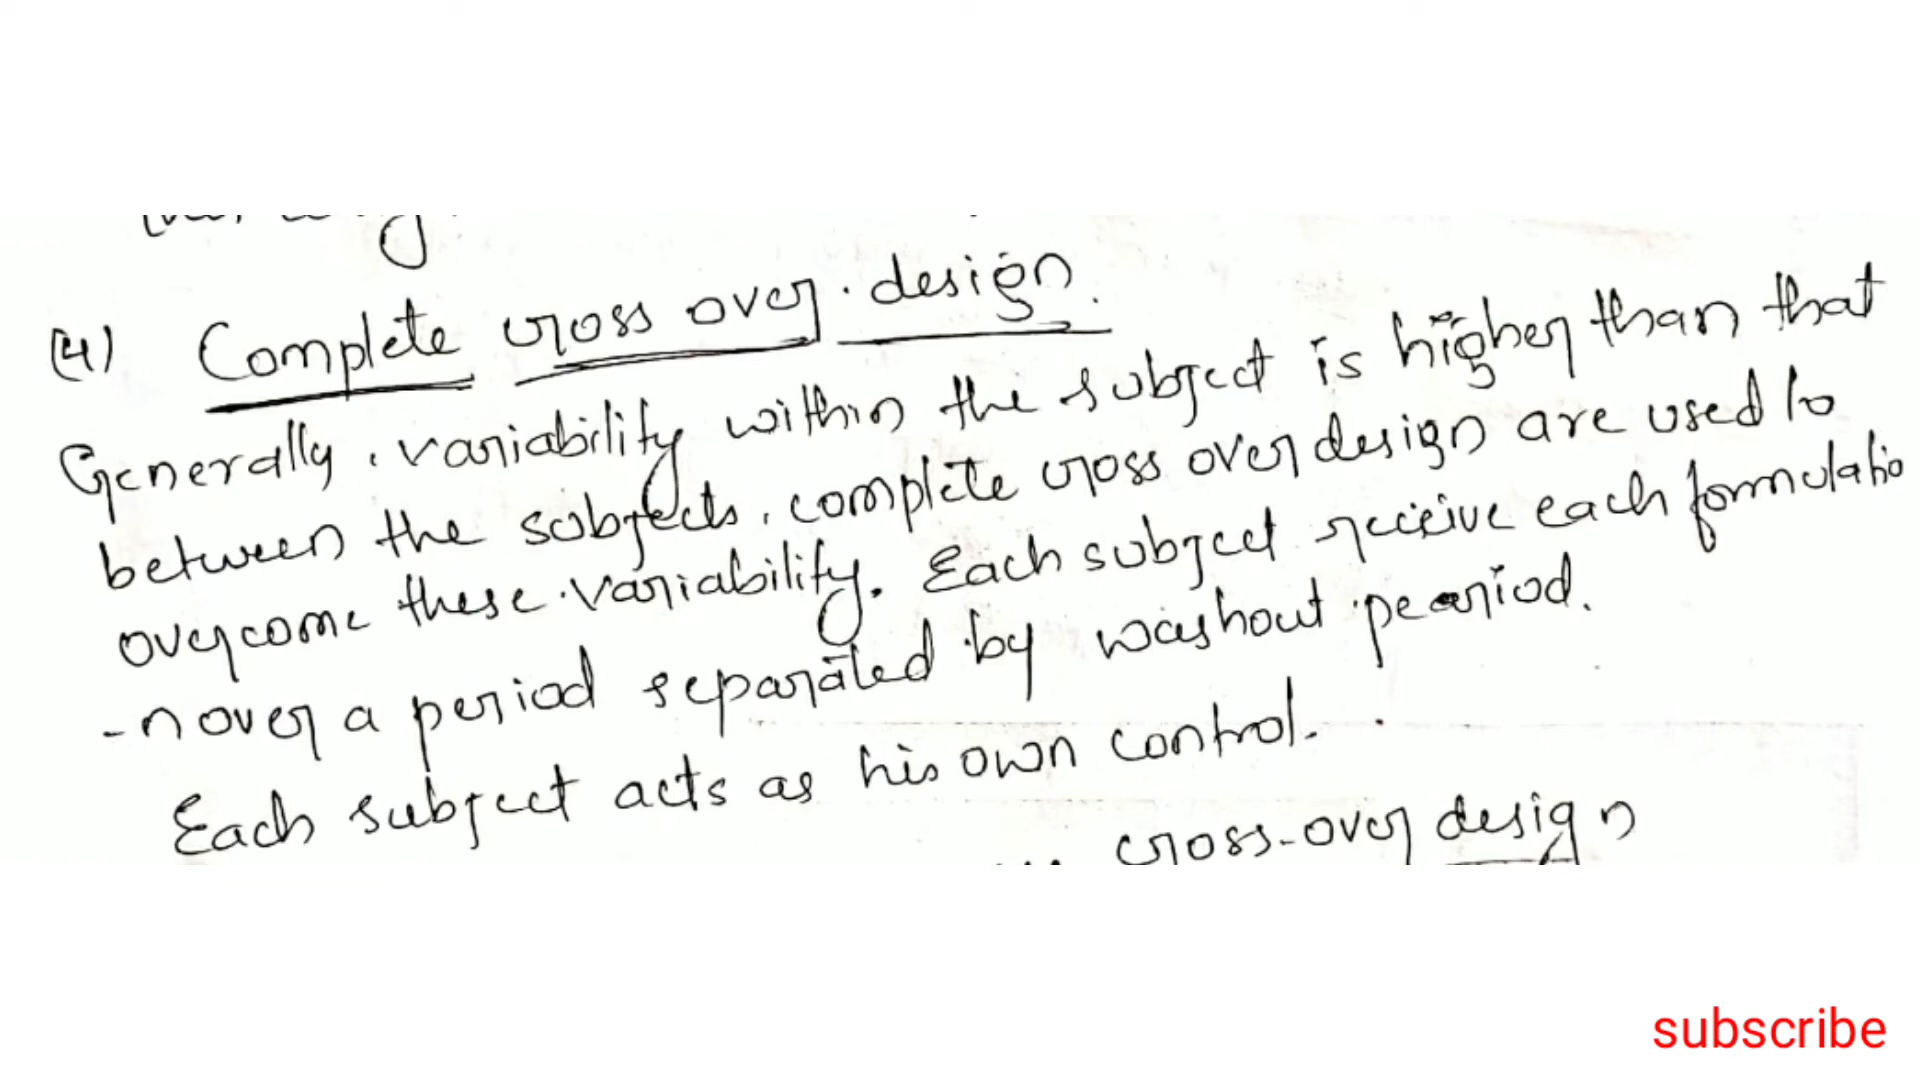 (4) Complete cross over design.
Generally, variability within the subject is higher than that
between the subjects, complete cross over design are used to
overcome these variability. Each subject receive each formulatio
-n over a period separated by washout period.
Each subject acts as his own control.
cross-over design
subscribe